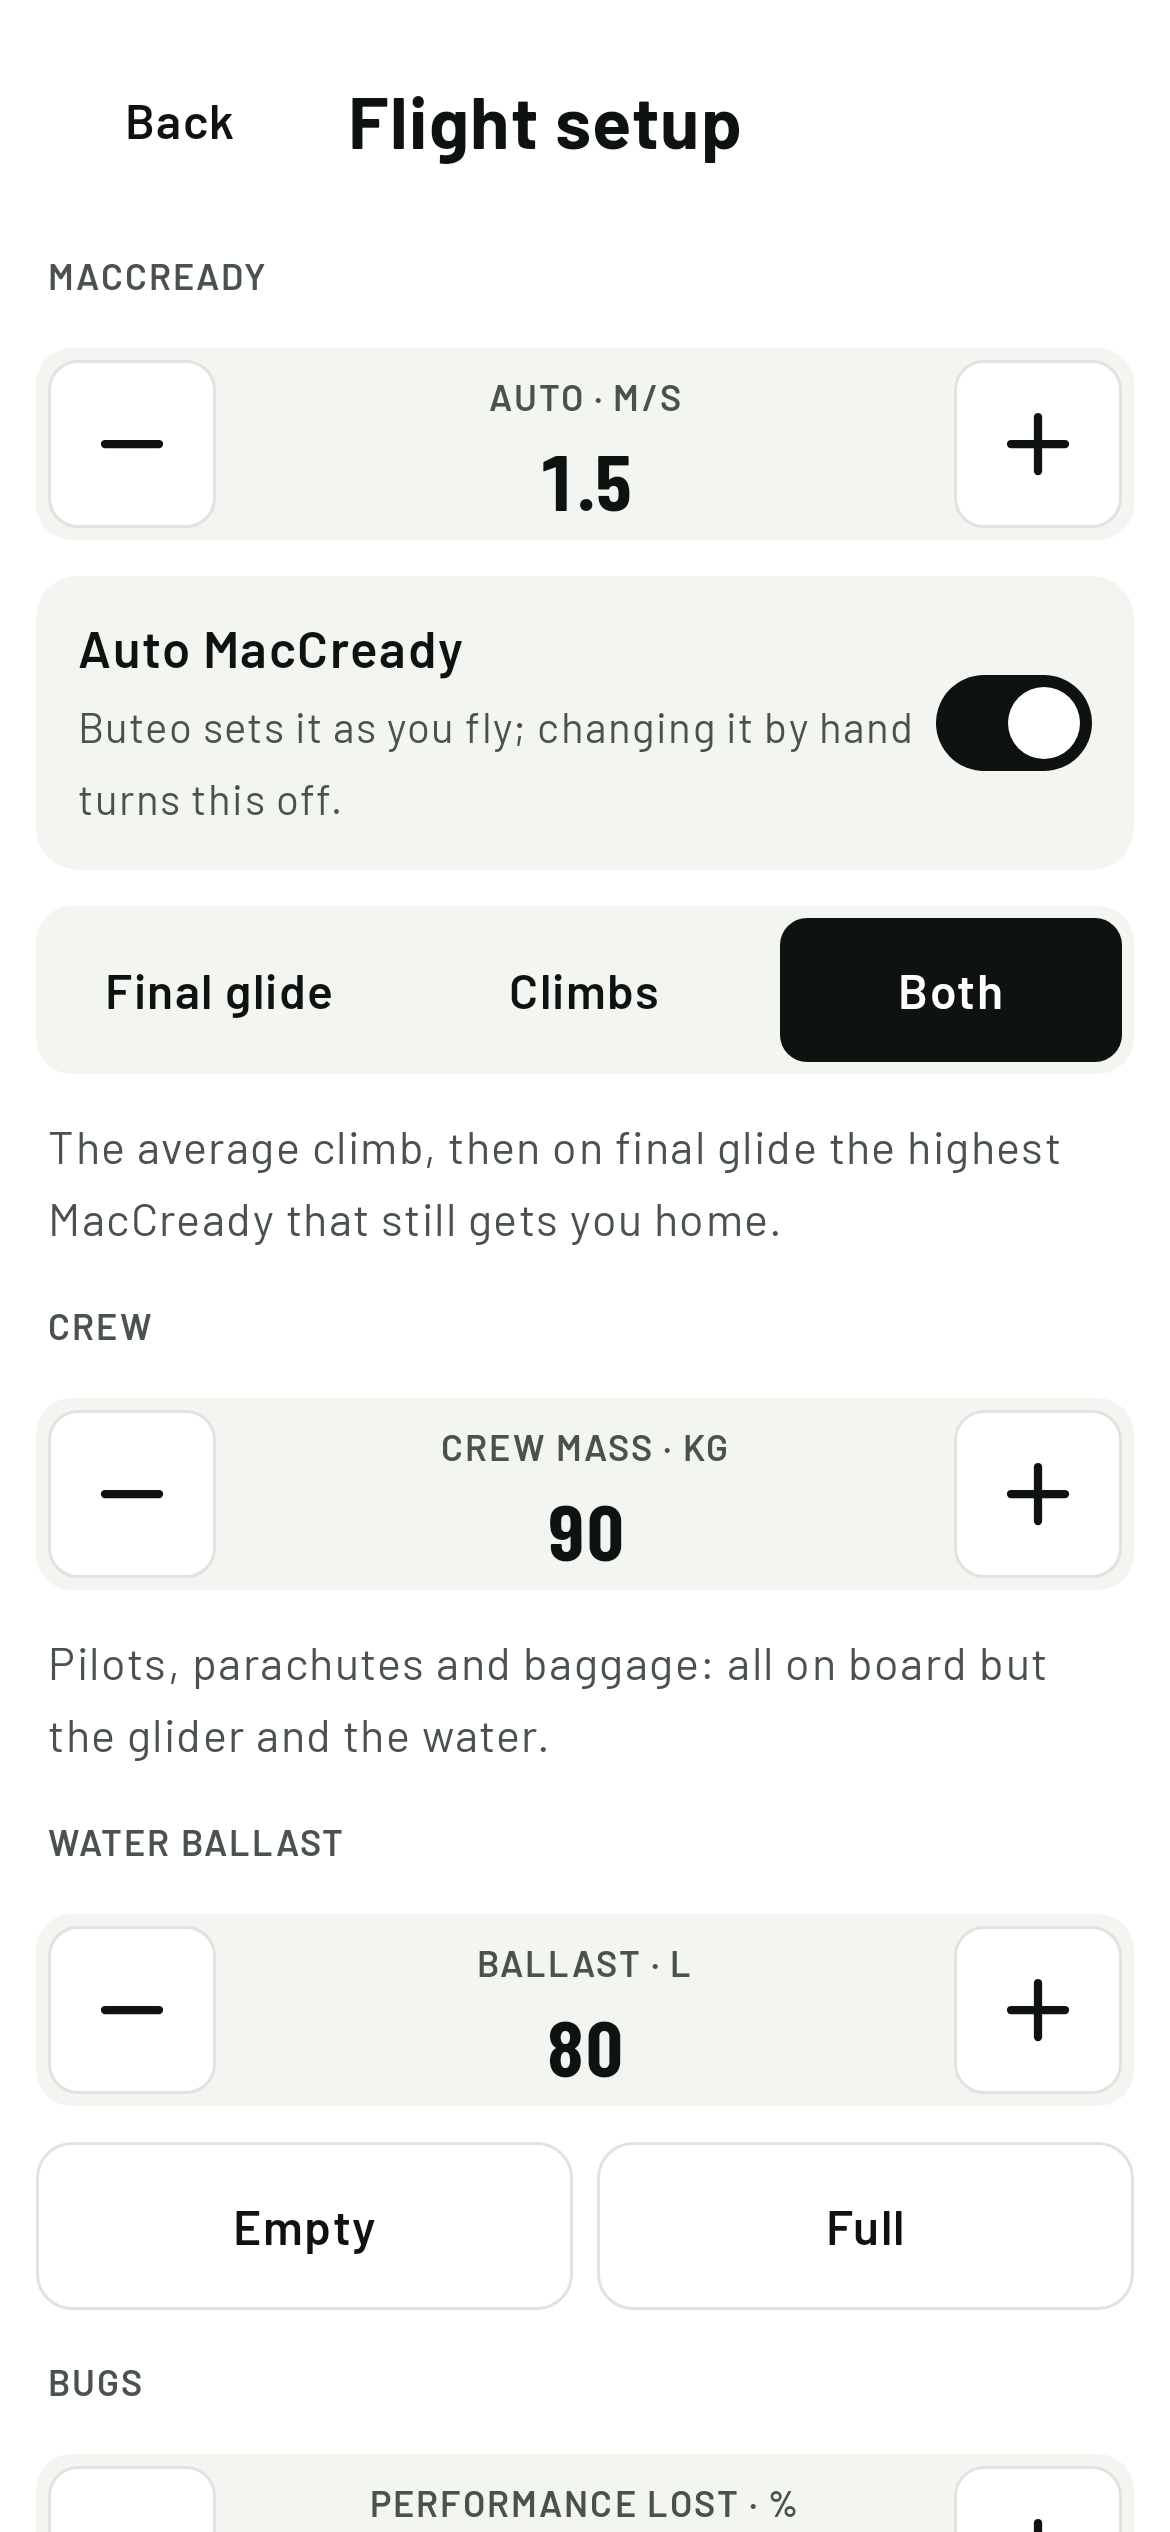 Back
Flight setup
MACCREADY
AUTO · M/S
1.5
Auto MacCready
Buteo sets it as you fly; changing it by hand
turns this off.
Final glide
Climbs
Both
The average climb, then on final glide the highest
MacCready that still gets you home.
CREW
CREW MASS · KG
90
Pilots, parachutes and baggage: all on board but
the glider and the water.
WATER BALLAST
BALLAST · L
80
Empty
Full
BUGS
PERFORMANCE LOST · %